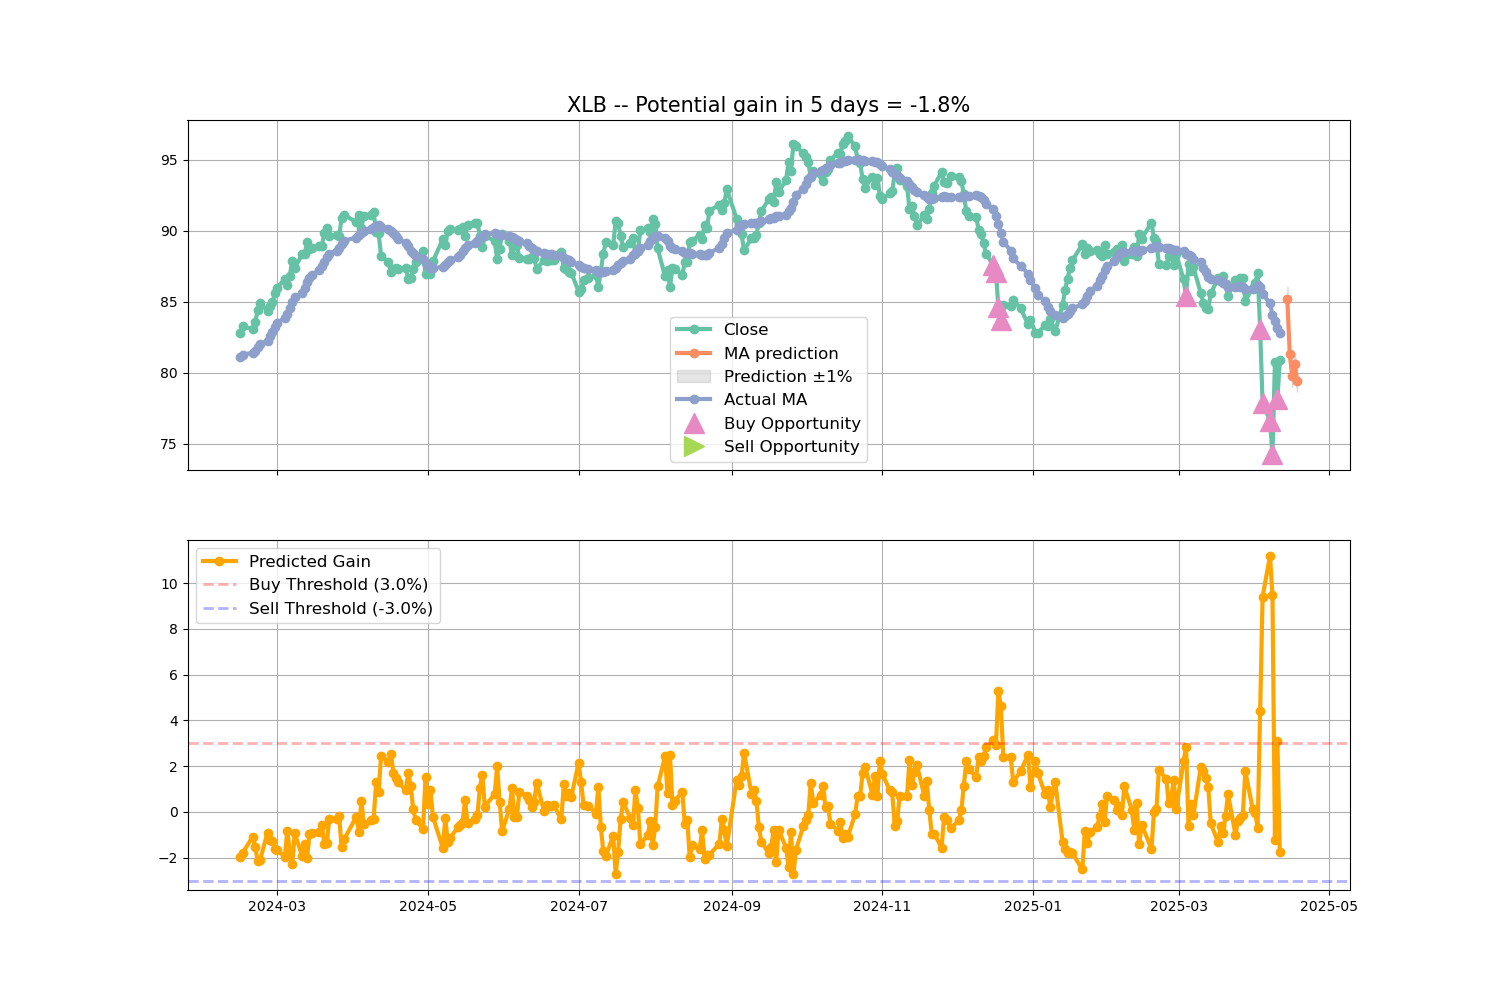 XLB -- Potential gain in 5 days = -1.8%
95
90
85
80
75
Close
MA prediction
Prediction ±1%
Actual MA
Buy Opportunity
Sell Opportunity
Predicted Gain
Buy Threshold (3.0%)
Sell Threshold (-3.0%)
10
8
6
4
2
0
−2
2024-03 2024-05 2024-07 2024-09 2024-11 2025-01 2025-03 2025-05